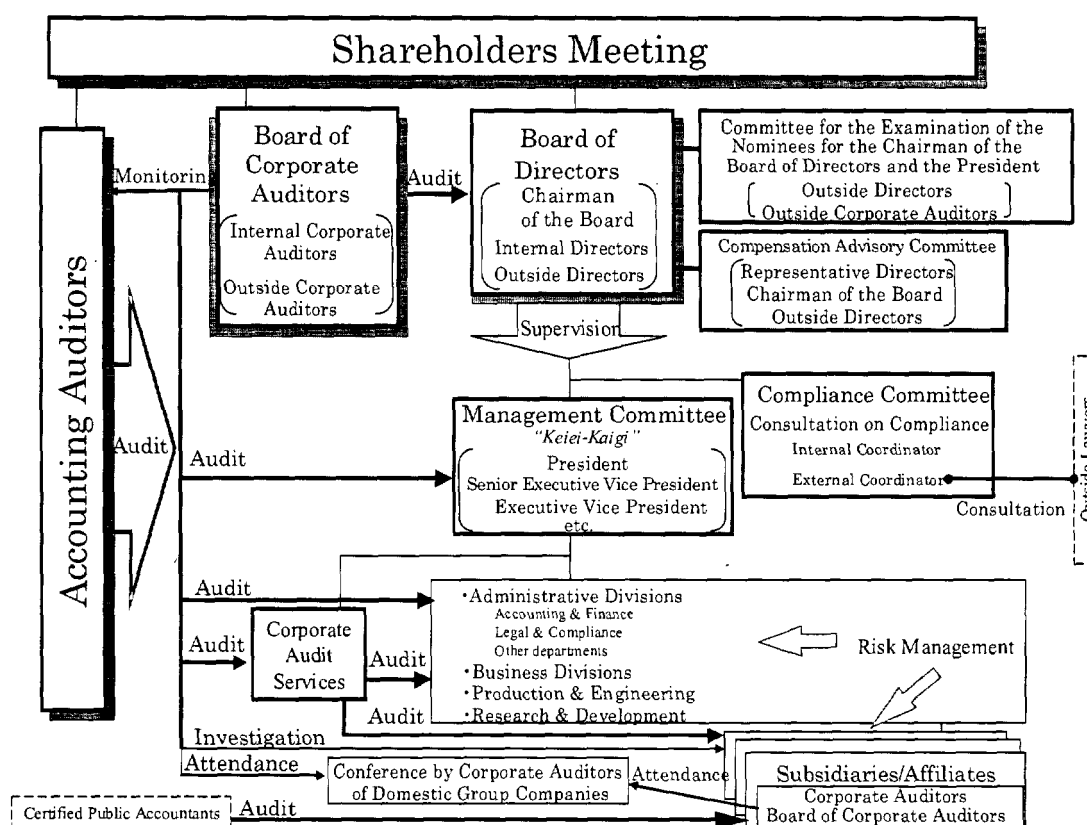 Shareholders Meeting
Accounting Auditors
Monitorin
Board of
Corporate
Auditors
Internal Corporate
Auditors
Outside Corporate
Auditors
Audit
Board of
Directors
Chairman
of the Board
Internal Directors
Outside Directors
Committee for the Examination of the
Nominees for the Chairman of the
Board of Directors and the President
Outside Directors
Outside Corporate Auditors
Compensation Advisory Committee
Representative Directors
Chairman of the Board
Outside Directors
Supervision
Audit
Audit
Management Committee
"Keiei-Kaigi"
President
Senior Executive Vice President
Executive Vice President
etc.
Compliance Committee
Consultation on Compliance
Internal Coordinator
External Coordinator
Consultation
Audit
Audit
Corporate
Audit
Services
Audit
Audit
・Administrative Divisions
Accounting & Finance
Legal & Compliance
Other departments
・Business Divisions
・Production & Engineering
・Research & Development
Risk Management
Investigation
Attendance
Conference by Corporate Auditors
of Domestic Group Companies
Attendance
Subsidiaries/Affiliates
Corporate Auditors
Board of Corporate Auditors
Certified Public Accountants
Audit